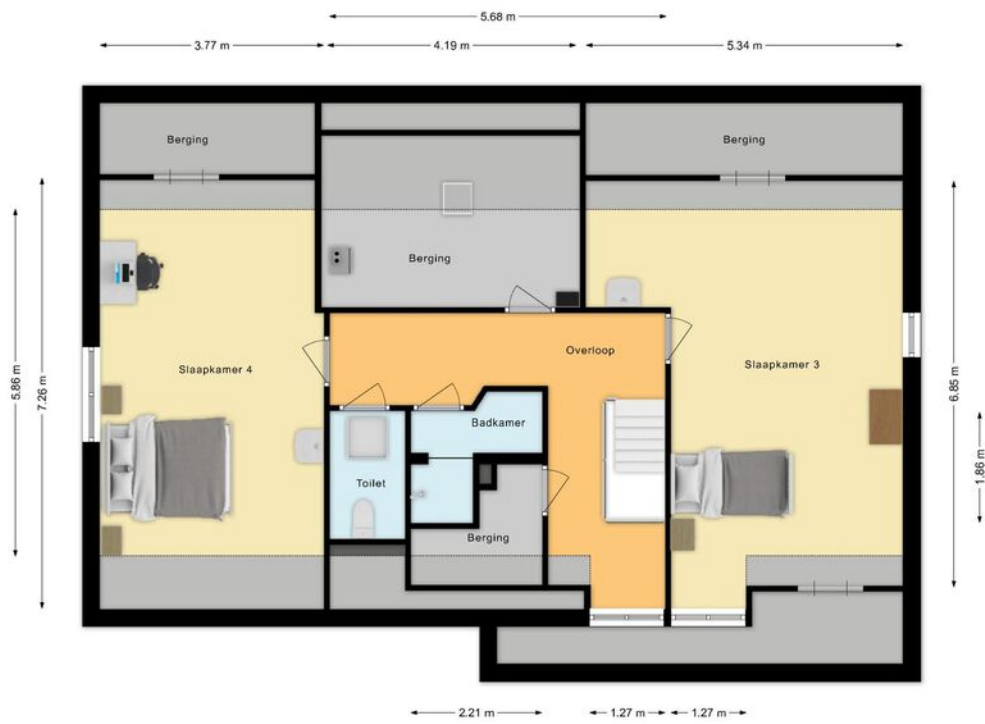 5.68 m
3.77 m
4.19 m
5.34 m
Berging
Berging
Berging
5.86 m
7.26 m
Slaapkamer 4
Overloop
Slaapkamer 3
6.85 m
1.86 m
Badkamer
Toilet
Berging
2.21 m
1.27 m
1.27 m